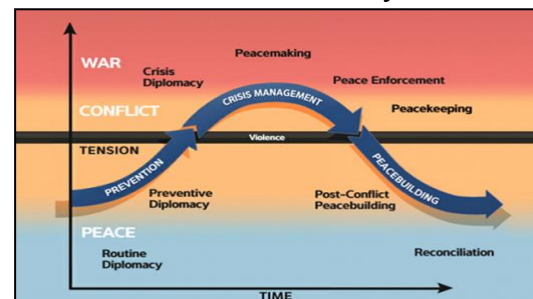 WAR
Peacemaking
Crisis
Diplomacy
Peace Enforcement
CRISIS MANAGEMENT
CONFLICT
Peacekeeping
Violence
TENSION
PREVENTION
PEACEBUILDING
Preventive
Diplomacy
Post-Conflict
Peacebuilding
PEACE
Routine
Diplomacy
Reconciliation
TIME